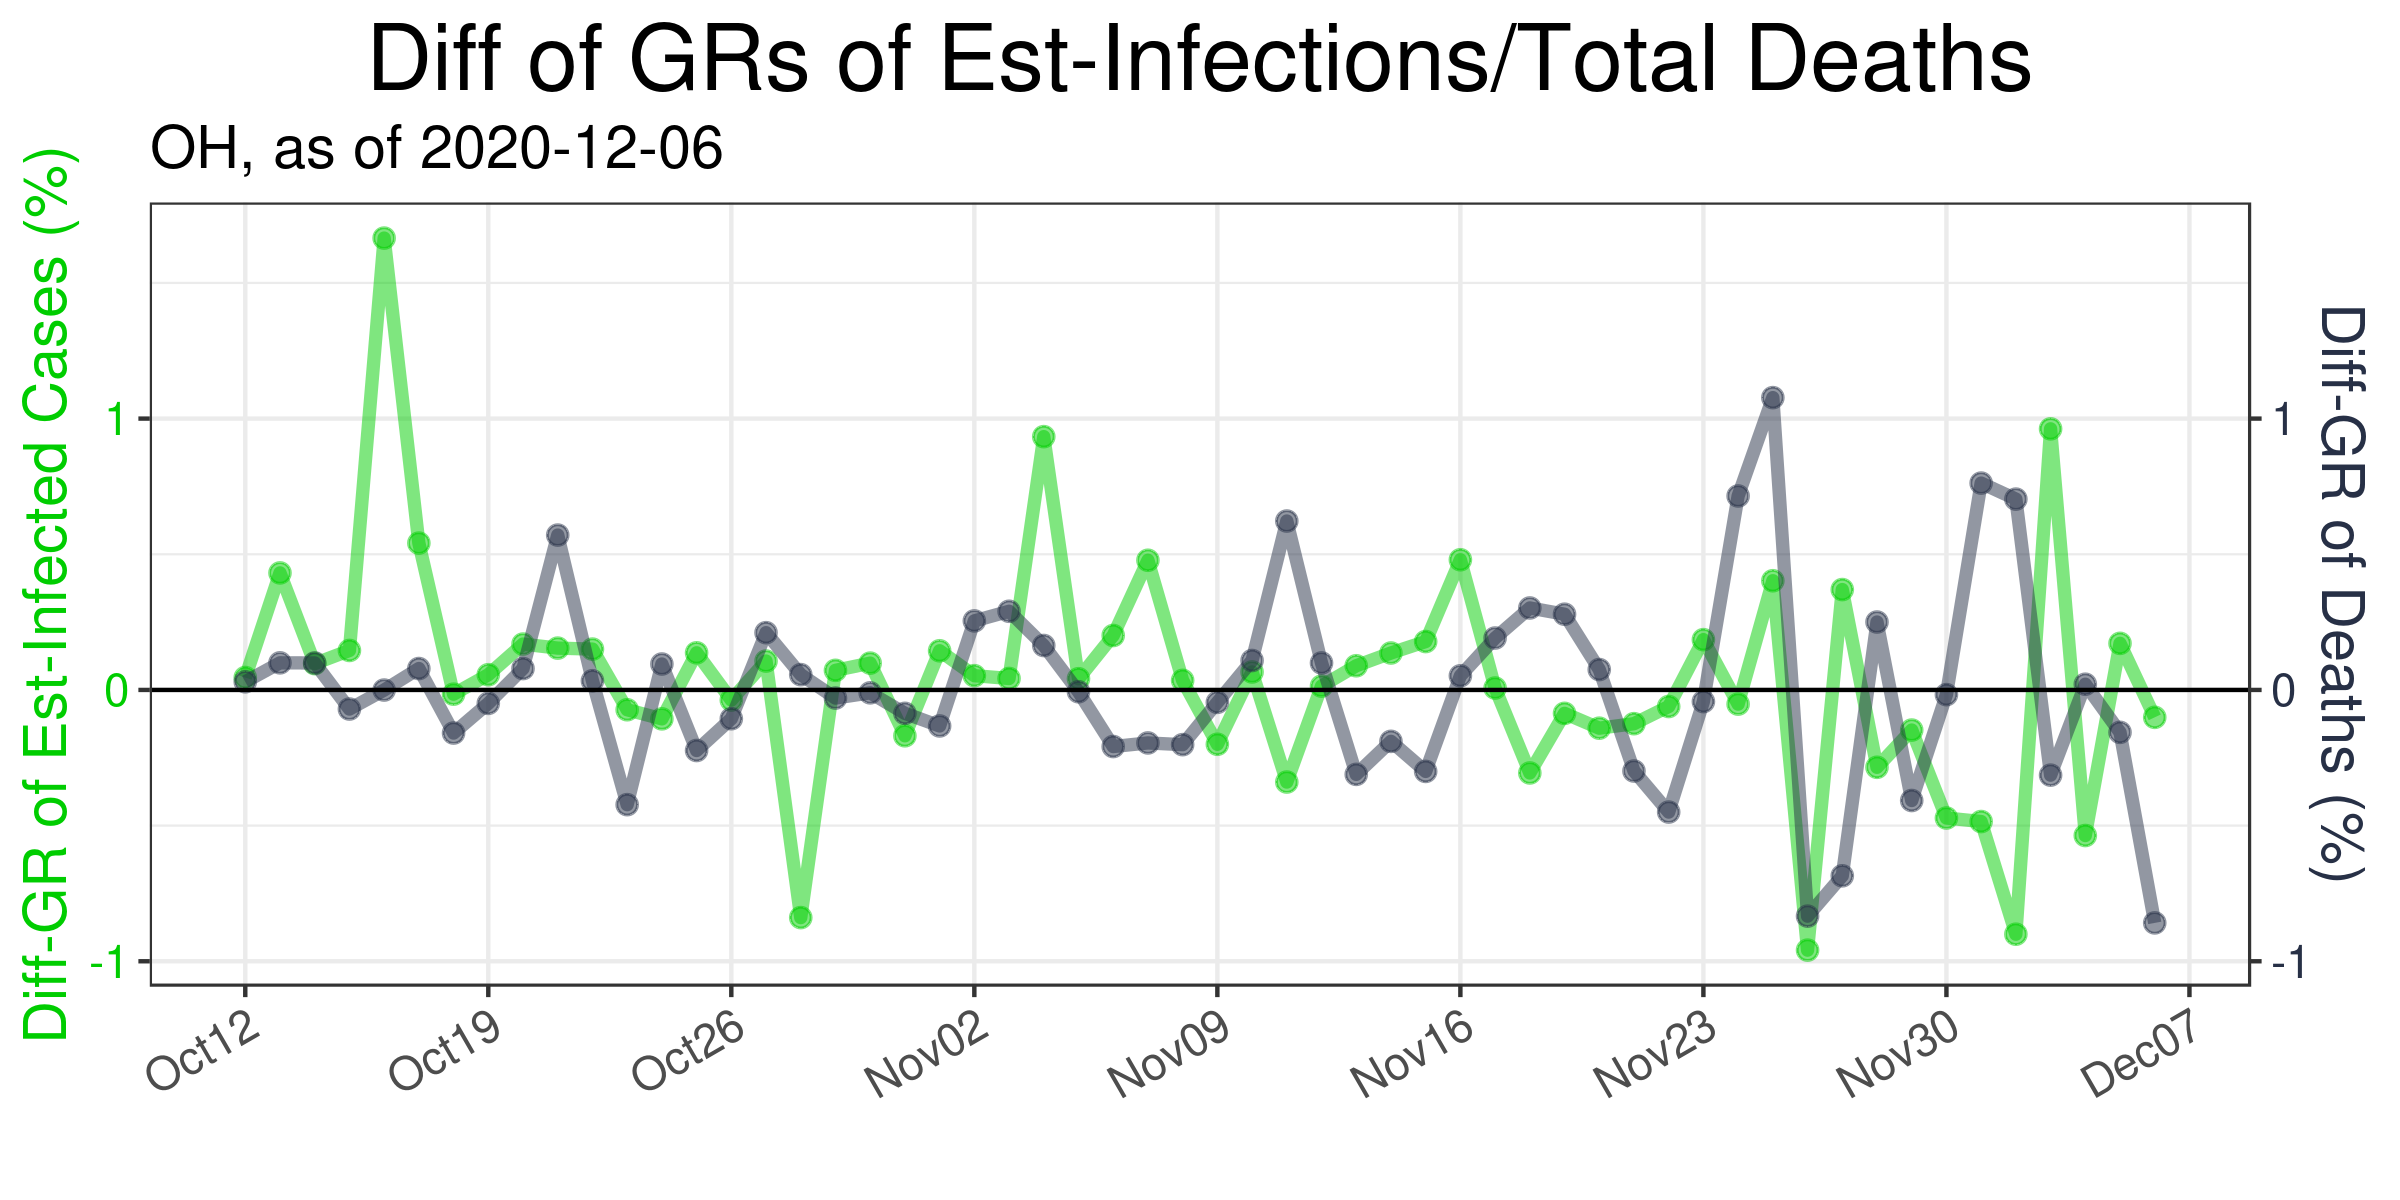 Diff of GRs of Est-Infections/Total Deaths
OH, as of 2020-12-06
Diff-GR of Est-Infected Cases (%)
1
0
-1
1
0
-1
Diff-GR of Deaths (%)
Oct12
Oct19
Oct26
Nov02
Nov09
Nov16
Nov23
Nov30
Dec07